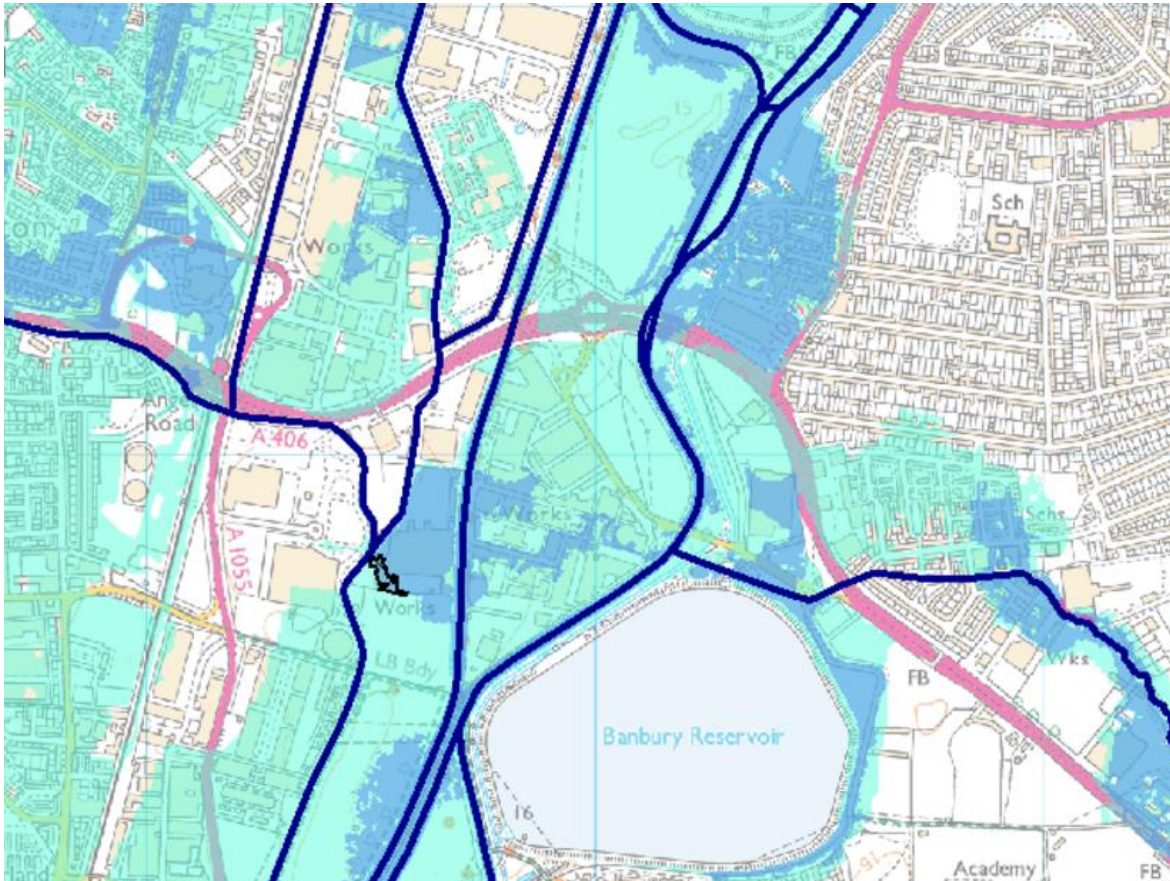 FB
15
Sch
Works
Road
A 406
Works
Schs
A 1055
Works
LB Bdy
Wks
FB
Banbury Reservoir
16
Academy
FB